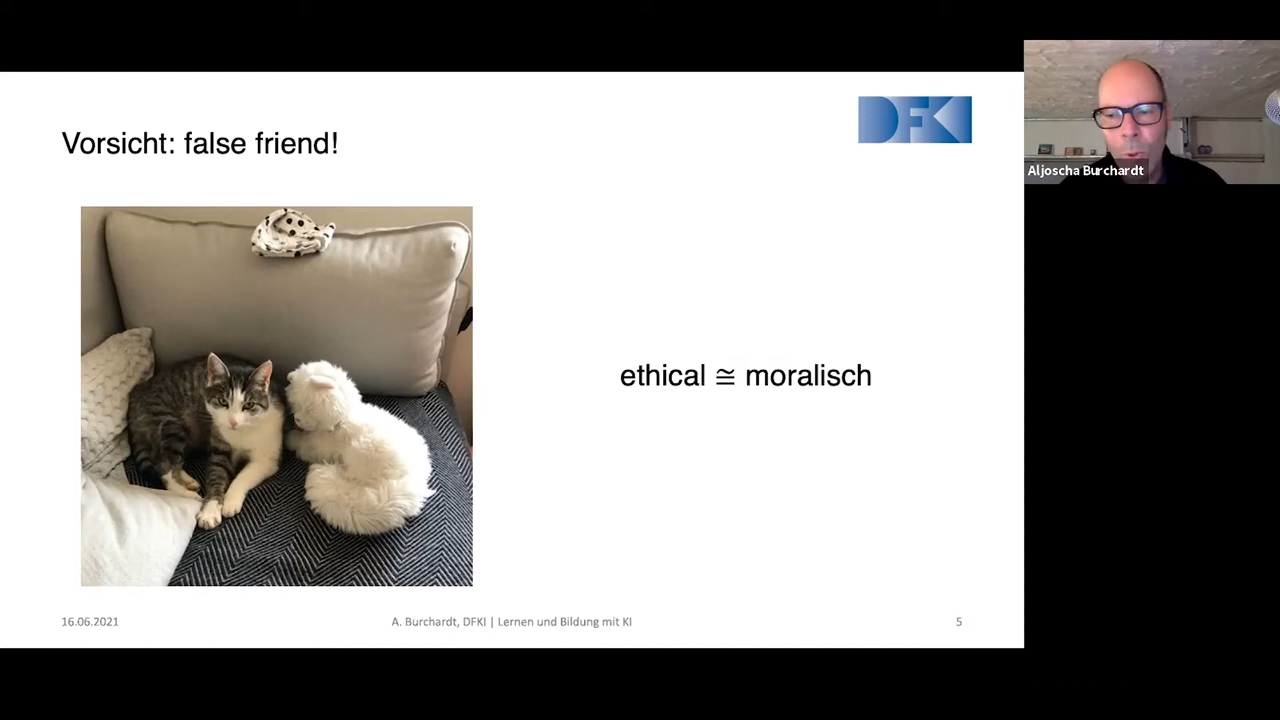 Vorsicht: false friend!
DFKI
Aljoscha Burchardt
ethical ≅ moralisch
16.06.2021
A. Burchardt, DFKI | Lernen und Bildung mit KI
5